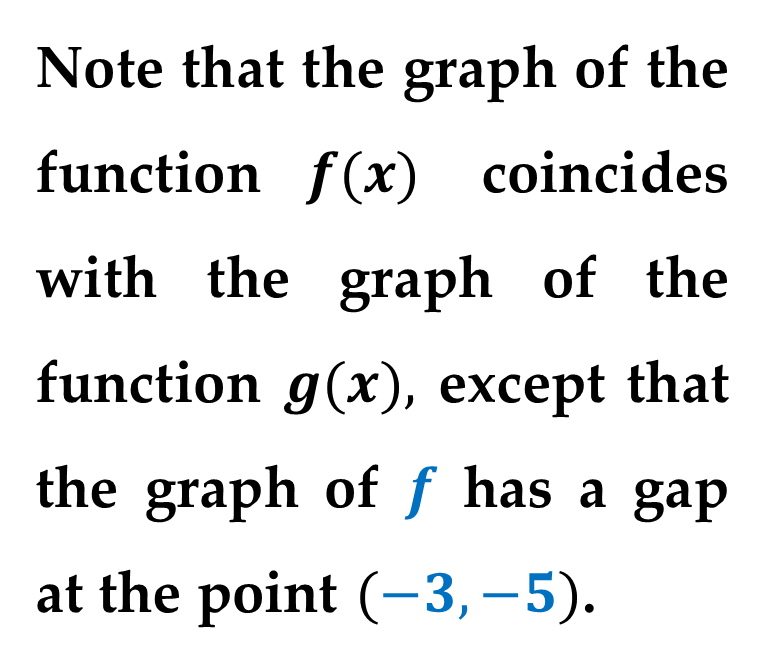 Note that the graph of the
function f(x) coincides
with the graph of the
function g(x), except that
the graph of f has a gap
at the point (−3, −5).